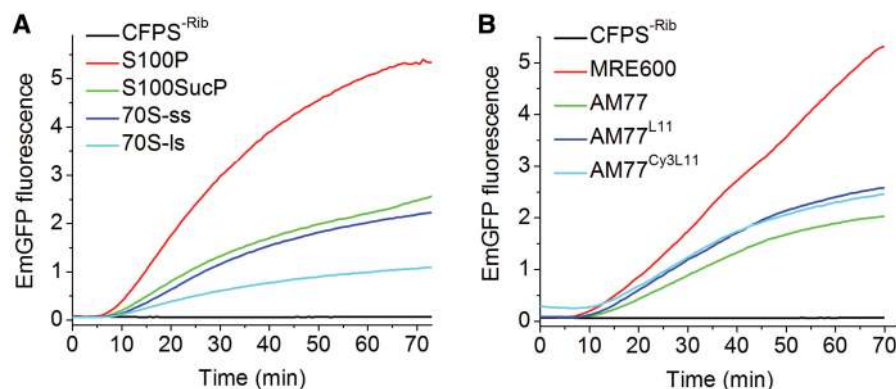 A
CFPS-Rib
S100P
S100SucP
70S-ss
70S-ls
EmGFP fluorescence
5
4
3
2
1
0
0 10 20 30 40 50 60 70
Time (min)
B
CFPS-Rib
MRE600
AM77
AM77L11
AM77Cy3L11
EmGFP fluorescence
5
4
3
2
1
0
0 10 20 30 40 50 60 70
Time (min)